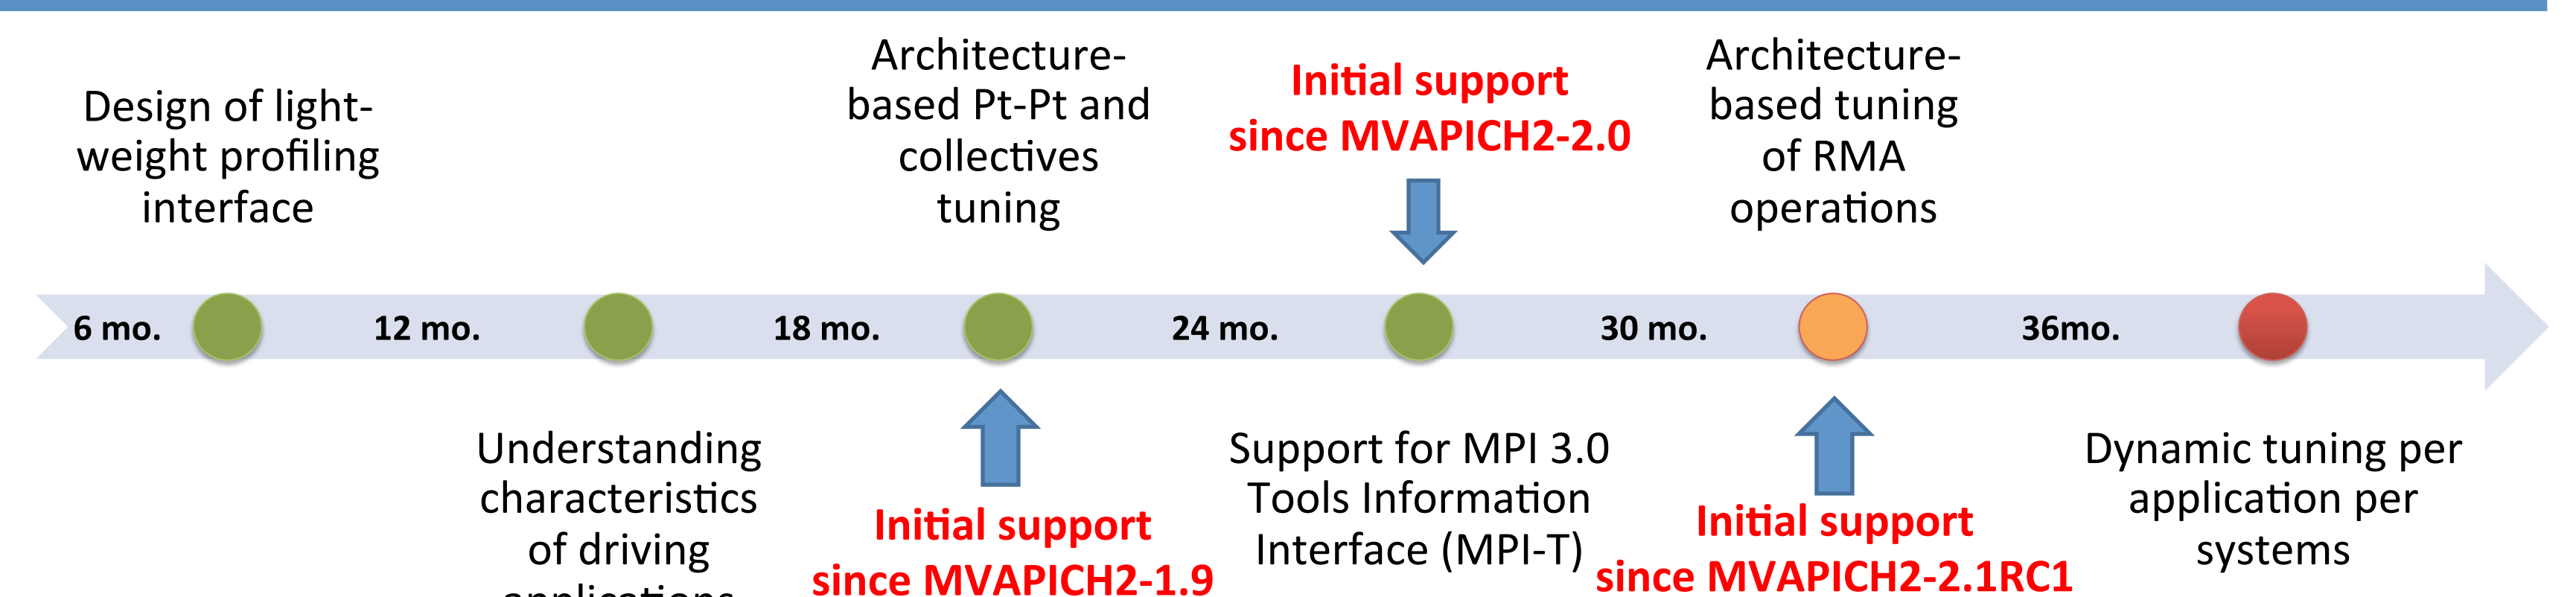 Design of light-
weight profiling
interface
Architecture-
based Pt-Pt and
collectives
tuning
Initial support
since MVAPICH2-2.0
Architecture-
based tuning
of RMA
operations
6 mo.
12 mo.
18 mo.
24 mo.
30 mo.
36mo.
Understanding
characteristics
of driving
applications
Initial support
since MVAPICH2-1.9
Support for MPI 3.0
Tools Information
Interface (MPI-T)
Initial support
since MVAPICH2-2.1RC1
Dynamic tuning per
application per
systems